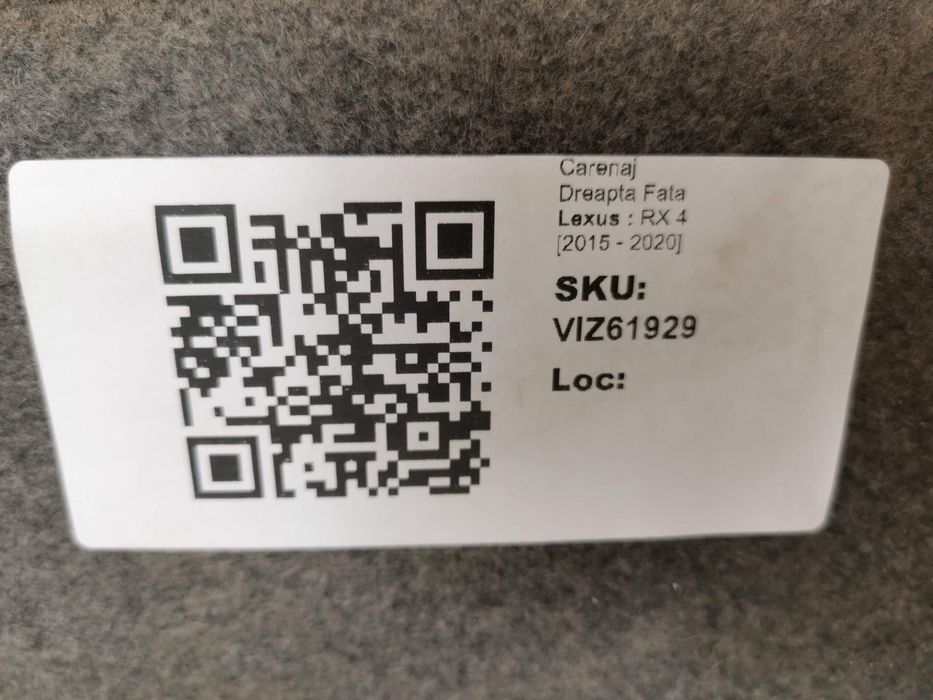 Carenaj
Dreapta Fata
Lexus : RX 4
[2015 - 2020]
SKU:
VIZ61929
Loc: